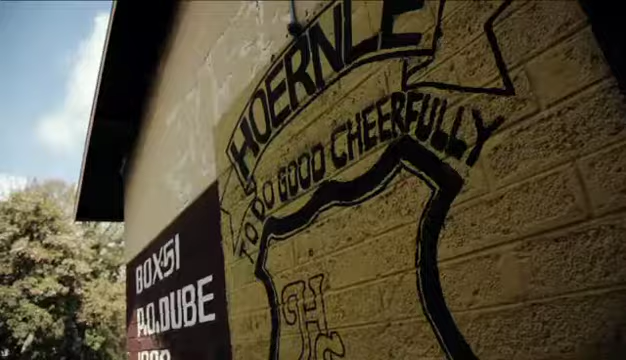 HOERNLE
TO DO GOOD CHEERFULLY
H
BOX 51
P.O. DUBE